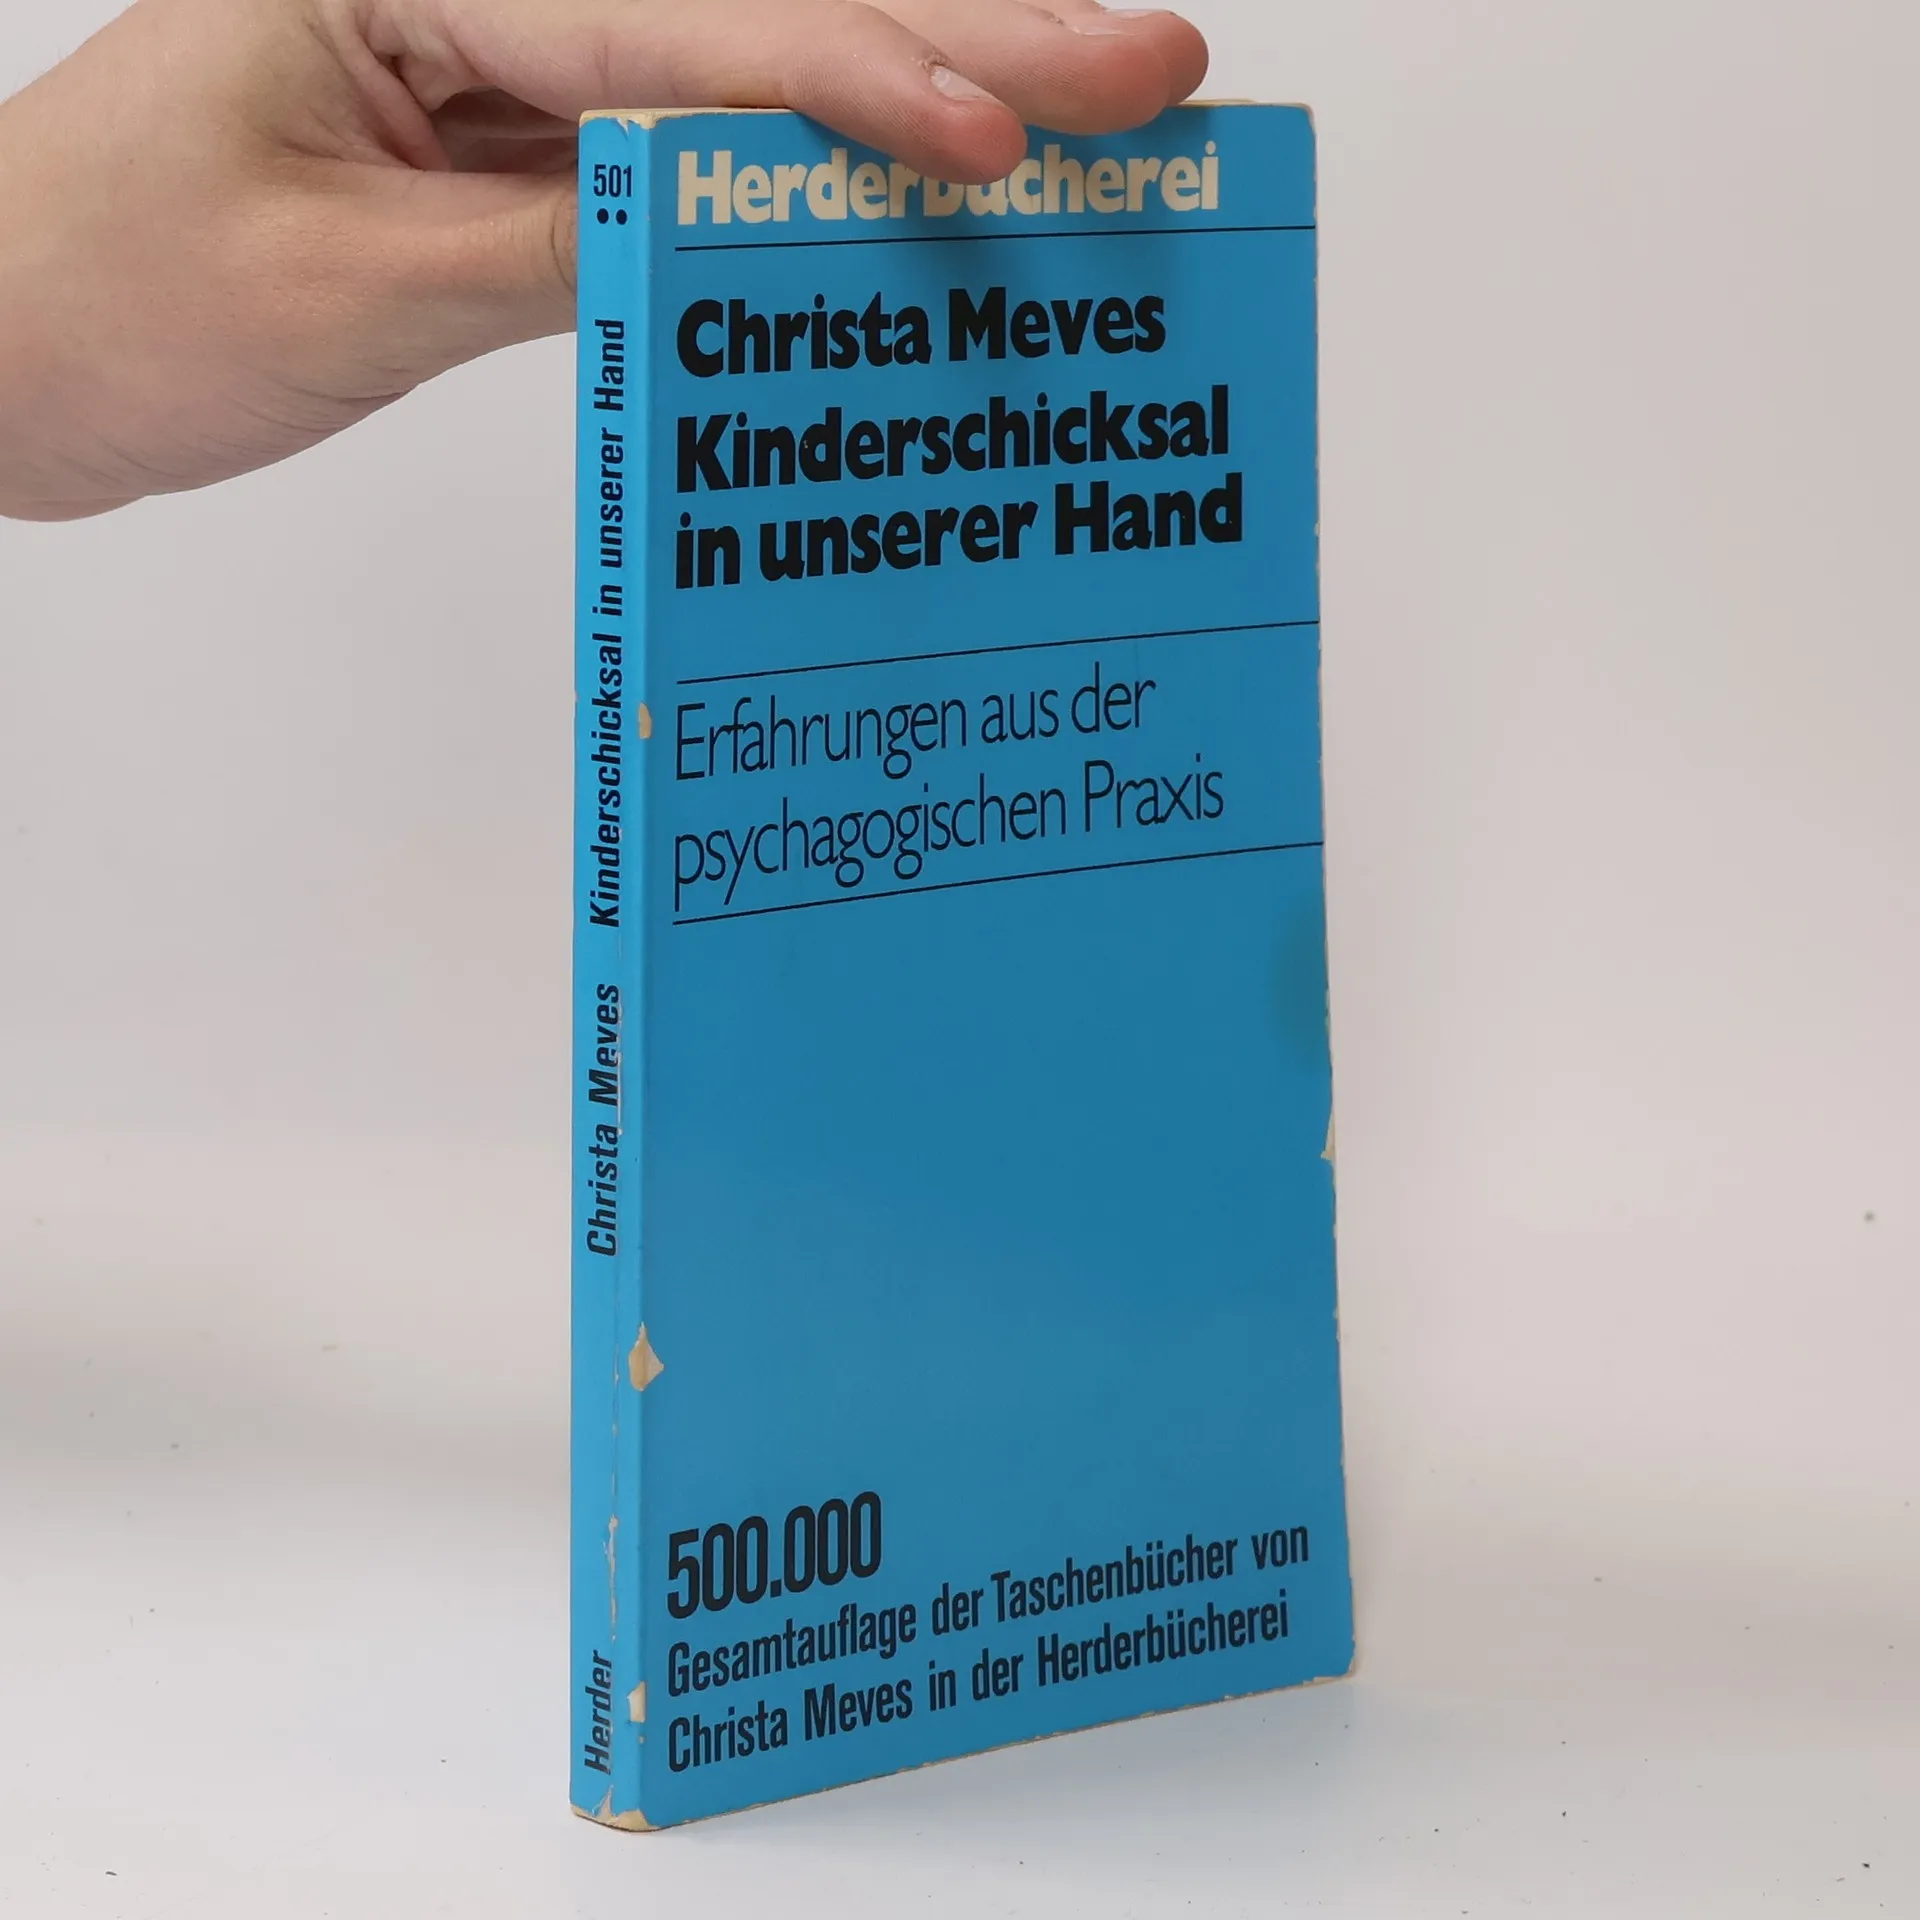 501
Christa Meves Kinderschicksal in unserer Hand
Herder
Herderbücherei
Christa Meves
Kinderschicksal
in unserer Hand
Erfahrungen aus der
psychagogischen Praxis
500.000
Gesamtauflage der Taschenbücher von
Christa Meves in der Herderbücherei